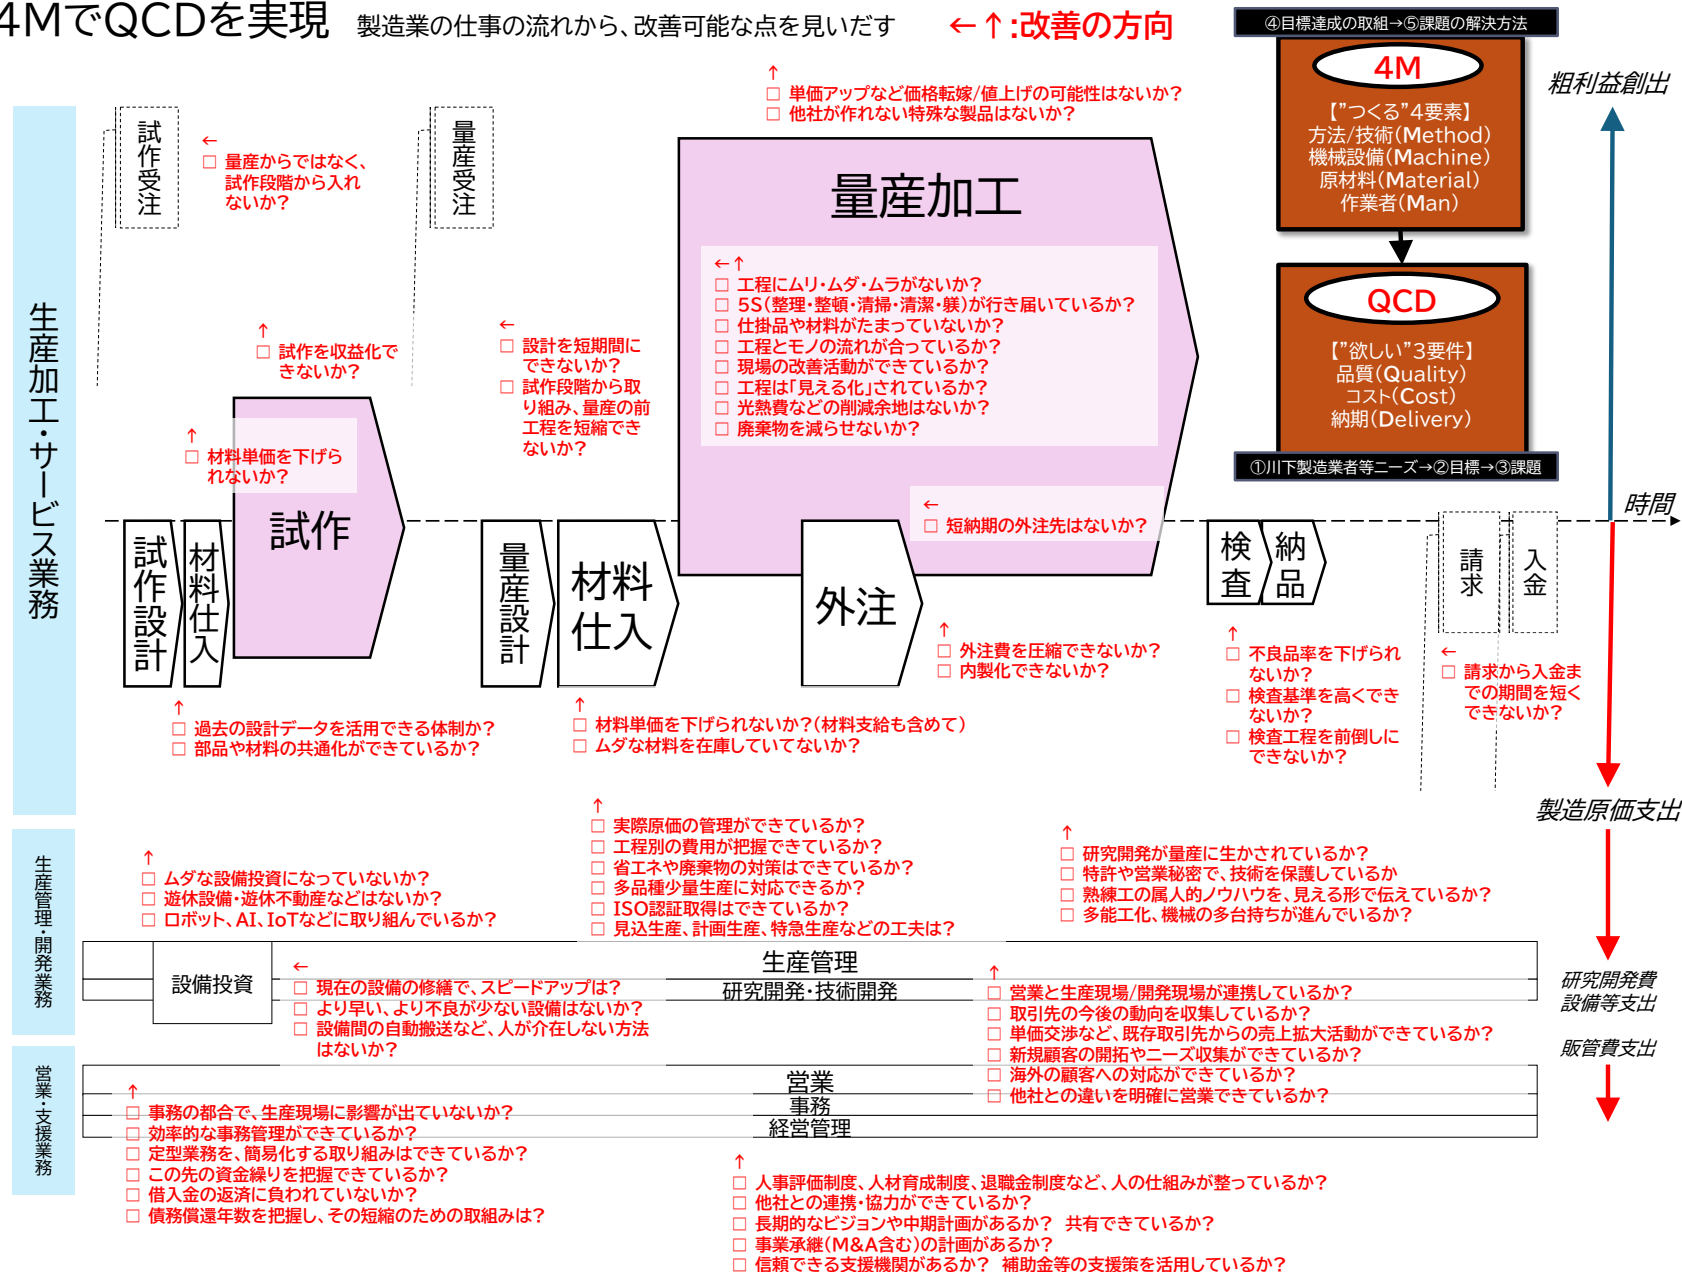 4MでQCDを実現
製造業の仕事の流れから、改善可能な点を見いだす
←↑:改善の方向
④目標達成の取組→⑤課題の解決方法
4M
【"つくる"4要素】
方法/技術(Method)
機械設備(Machine)
原材料(Material)
作業者(Man)
QCD
【"欲しい"3要件】
品質(Quality)
コスト(Cost)
納期(Delivery)
①川下製造業者等ニーズ→②目標→③課題
粗利益創出
時間
製造原価支出
研究開発費
設備等支出
販管費支出
生産加工・サービス業務
試作受注
←
□ 量産からではなく、
試作段階から入れ
ないか?
量産受注
↑
□ 単価アップなど価格転嫁/値上げの可能性はないか?
□ 他社が作れない特殊な製品はないか?
量産加工
←↑
□ 工程にムリ・ムダ・ムラがないか?
□ 5S(整理・整頓・清掃・清潔・躾)が行き届いているか?
□ 仕掛品や材料がたまっていないか?
□ 工程とモノの流れが合っているか?
□ 現場の改善活動ができているか?
□ 工程は「見える化」されているか?
□ 光熱費などの削減余地はないか?
□ 廃棄物を減らせないか?
↑
□ 試作を収益化で
きないか?
←
□ 設計を短期間に
できないか?
□ 試作段階から取
り組み、量産の前
工程を短縮でき
ないか?
↑
□ 材料単価を下げら
れないか?
←
□ 短納期の外注先はないか?
試作設計
材料仕入
試作
量産設計
材料
仕入
外注
検査
納品
請求
入金
↑
□ 外注費を圧縮できないか?
□ 内製化できないか?
↑
□ 不良品率を下げられ
ないか?
□ 検査基準を高くでき
ないか?
□ 検査工程を前倒しに
できないか?
←
□ 請求から入金ま
での期間を短く
できないか?
↑
□ 過去の設計データを活用できる体制か?
□ 部品や材料の共通化ができているか?
↑
□ 材料単価を下げられないか?(材料支給も含めて)
□ ムダな材料を在庫していてないか?
生産管理・開発業務
↑
□ ムダな設備投資になっていないか?
□ 遊休設備・遊休不動産などはないか?
□ ロボット、AI、IoTなどに取り組んでいるか?
↑
□ 実際原価の管理ができているか?
□ 工程別の費用が把握できているか?
□ 省エネや廃棄物の対策はできているか?
□ 多品種少量生産に対応できるか?
□ ISO認証取得はできているか?
□ 見込生産、計画生産、特急生産などの工夫は?
↑
□ 研究開発が量産に生かされているか?
□ 特許や営業秘密で、技術を保護しているか
□ 熟練工の属人的ノウハウを、見える形で伝えているか?
□ 多能工化、機械の多台持ちが進んでいるか?
生産管理
研究開発・技術開発
設備投資
←
□ 現在の設備の修繕で、スピードアップは?
□ より早い、より不良が少ない設備はないか?
□ 設備間の自動搬送など、人が介在しない方法
はないか?
↑
□ 営業と生産現場/開発現場が連携しているか?
□ 取引先の今後の動向を収集しているか?
□ 単価交渉など、既存取引先からの売上拡大活動ができているか?
□ 新規顧客の開拓やニーズ収集ができているか?
□ 海外の顧客への対応ができているか?
□ 他社との違いを明確に営業できているか?
営業・支援業務
営業
事務
経営管理
↑
□ 事務の都合で、生産現場に影響が出ていないか?
□ 効率的な事務管理ができているか?
□ 定型業務を、簡易化する取り組みはできているか?
□ この先の資金繰りを把握できているか?
□ 借入金の返済に負われていないか?
□ 債務償還年数を把握し、その短縮のための取組みは?
↑
□ 人事評価制度、人材育成制度、退職金制度など、人の仕組みが整っているか?
□ 他社との連携・協力ができているか?
□ 長期的なビジョンや中期計画があるか? 共有できているか?
□ 事業承継(M&A含む)の計画があるか?
□ 信頼できる支援機関があるか? 補助金等の支援策を活用しているか?